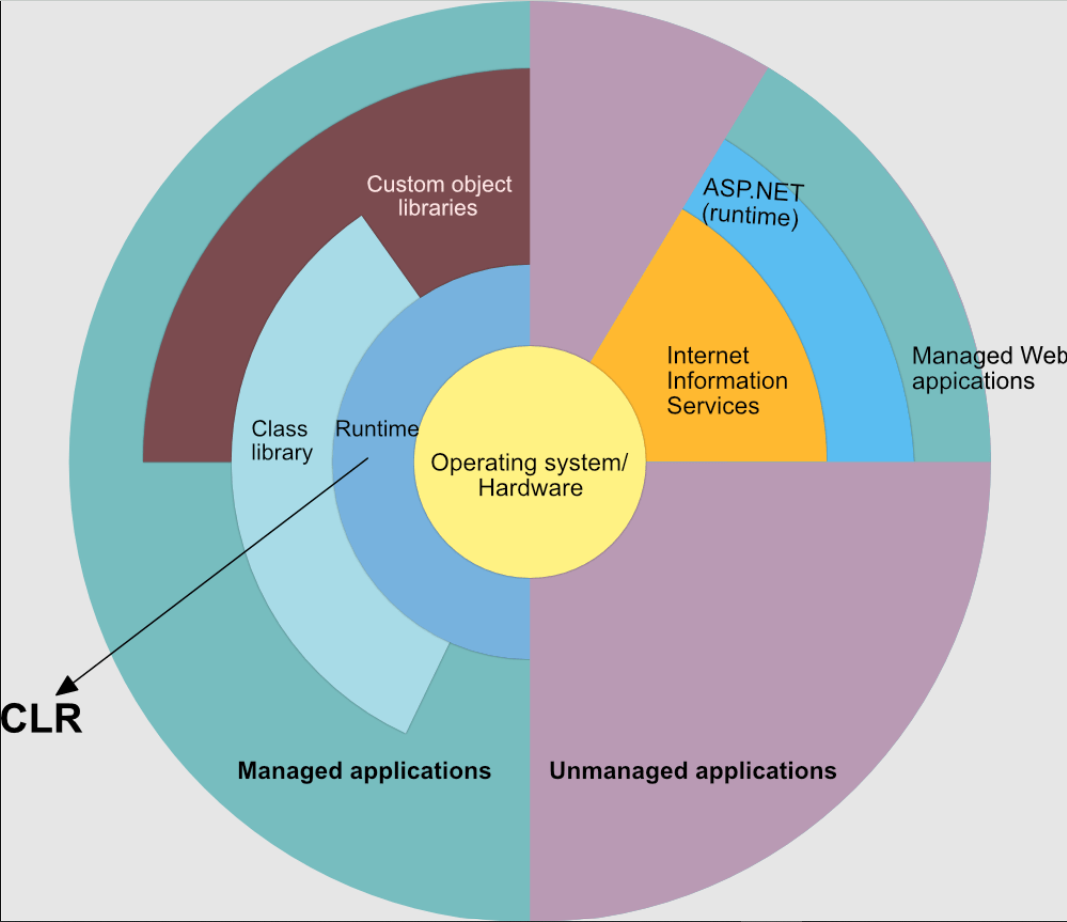 Custom object
libraries
ASP.NET
(runtime)
Internet
Information
Services
Managed Web
appications
Class
library
Runtime
Operating system/
Hardware
CLR
Managed applications
Unmanaged applications